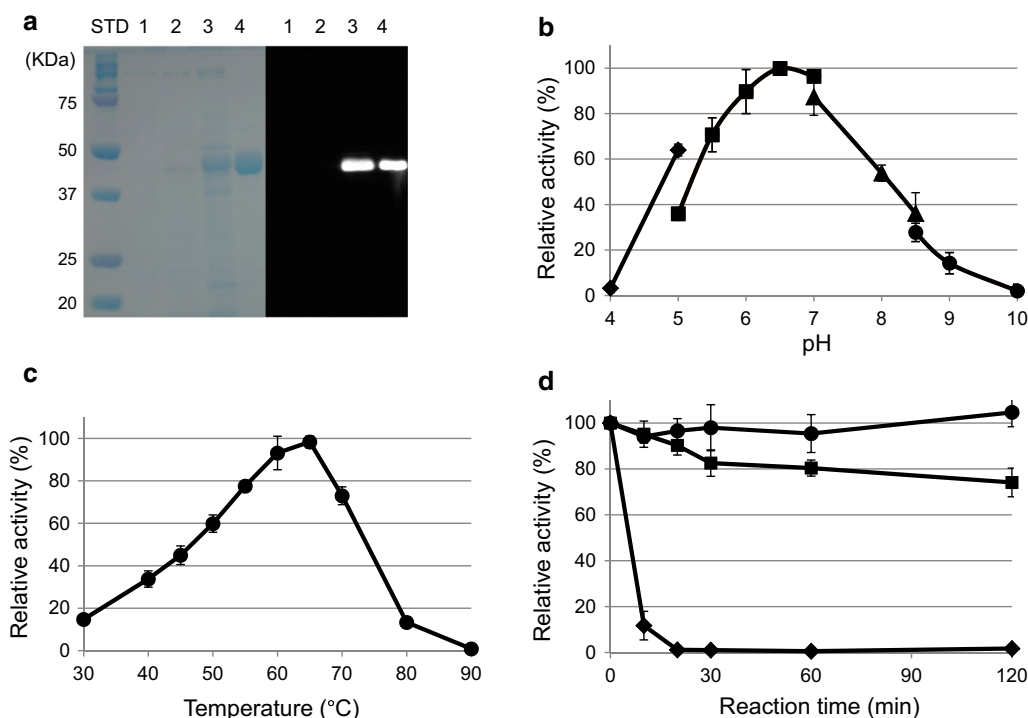 a
STD 1 2 3 4 1 2 3 4
(KDa)
75
50
37
25
20
b
Relative activity (%)
100
80
60
40
20
0
4 5 6 7 8 9 10
pH
c
Relative activity (%)
100
80
60
40
20
0
30 40 50 60 70 80 90
Temperature (°C)
d
Relative activity (%)
100
80
60
40
20
0
0 30 60 90 120
Reaction time (min)